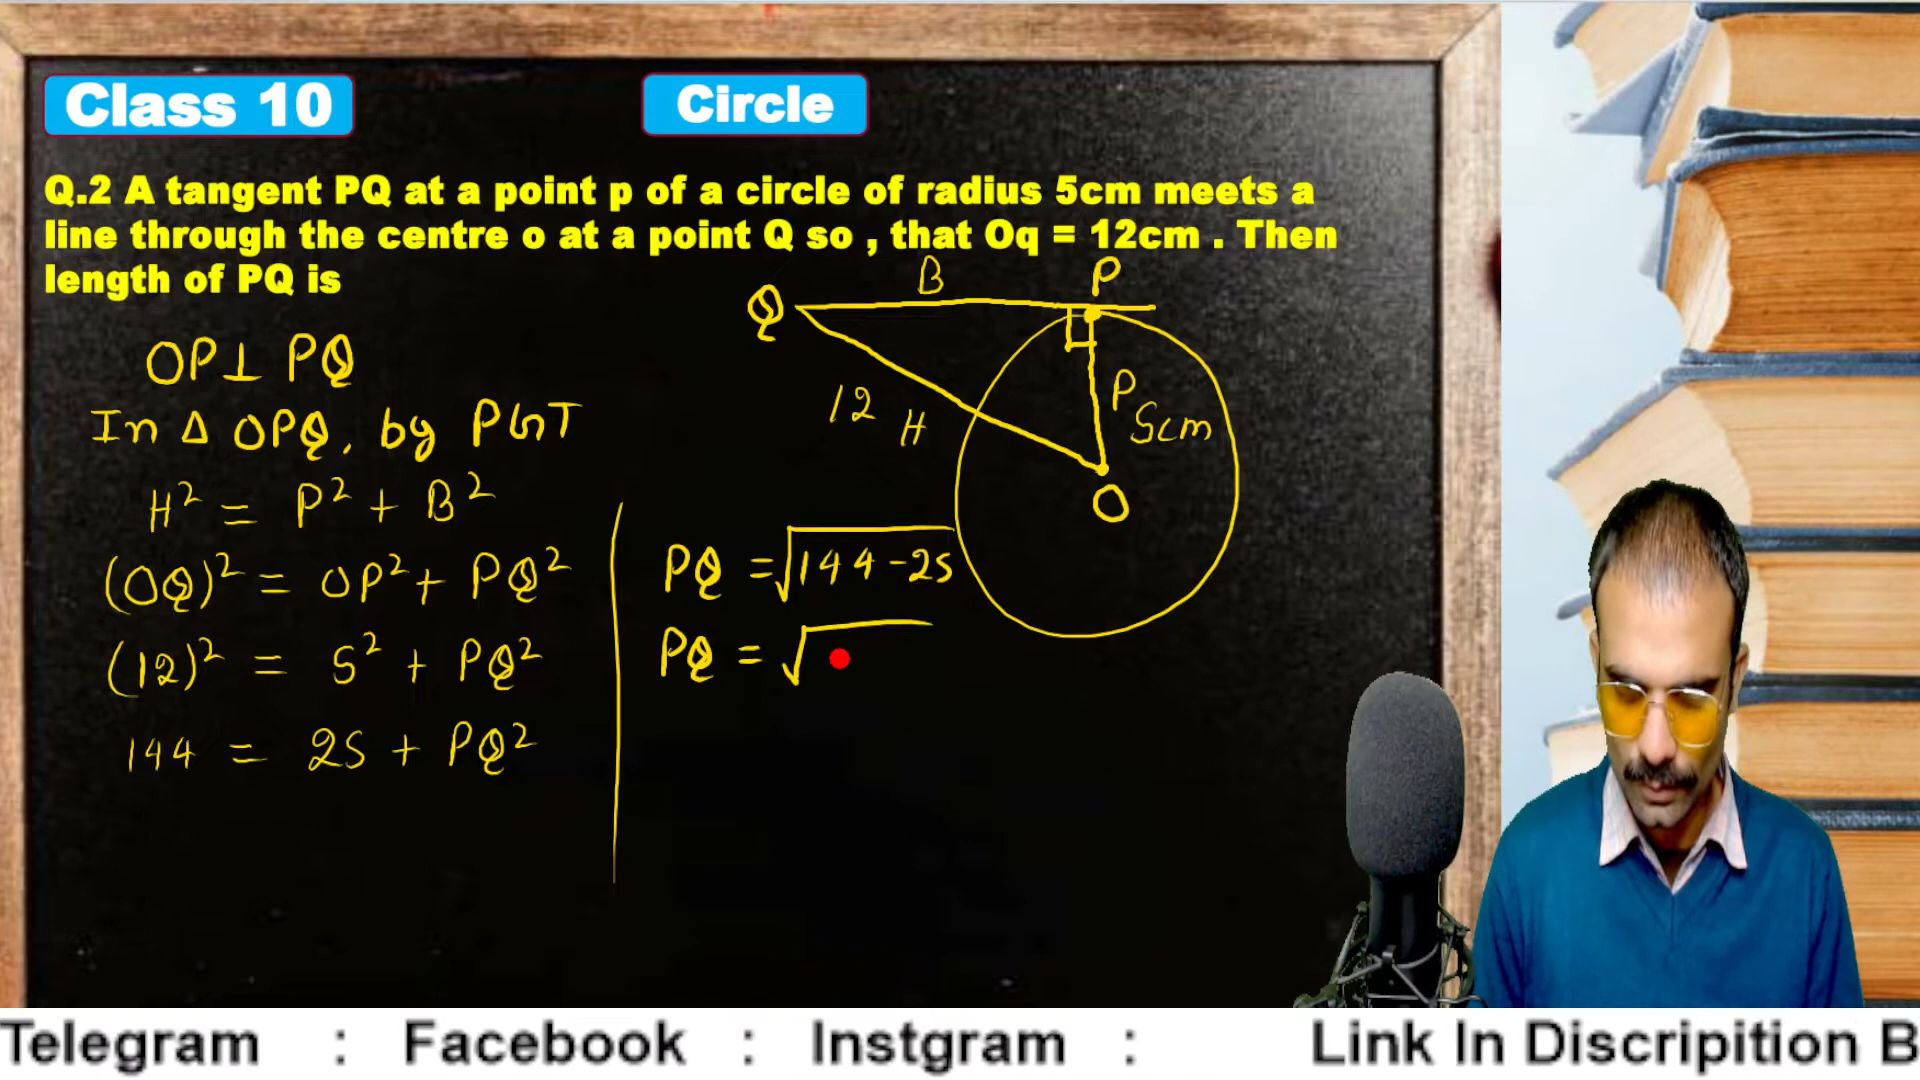 Class 10
Circle
Q.2 A tangent PQ at a point p of a circle of radius 5cm meets a
line through the centre o at a point Q so , that Oq = 12cm . Then
length of PQ is
B
P
Q
OP⊥ PQ
12
H
P
5cm
O
In Δ OPQ, by PGT
H² = P² + B²
(OQ)² = OP² + PQ²
(12)² = 5² + PQ²
144 = 25 + PQ²
PQ = √144-25
PQ = √
Telegram : Facebook : Instgram : Link In Discripition B